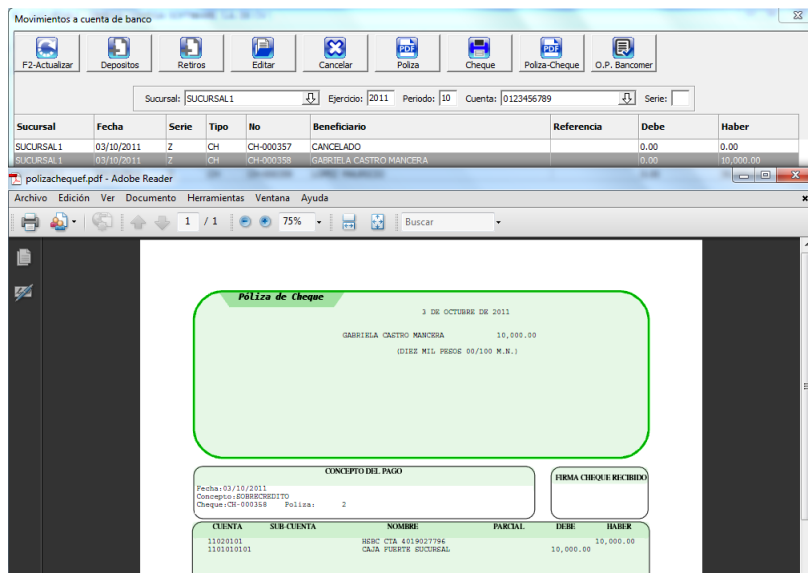 Movimientos a cuenta de banco
F2-Actualizar Depositos Retiros Editar Cancelar Poliza Cheque Poliza-Cheque O.P. Bancomer
Sucursal: SUCURSAL1 Ejercicio: 2011 Periodo: 10 Cuenta: 0123456789 Serie:
Sucursal Fecha Serie Tipo No Beneficiario Referencia Debe Haber
SUCURSAL1 03/10/2011 Z CH CH-000357 CANCELADO 0.00 0.00
SUCURSAL1 03/10/2011 Z CH CH-000358 GABRIELA CASTRO MANCERA 0.00 10,000.00
polizachequef.pdf - Adobe Reader
Archivo Edición Ver Documento Herramientas Ventana Ayuda
1 / 1 75% Buscar
Póliza de Cheque
3 DE OCTUBRE DE 2011
GABRIELA CASTRO MANCERA 10,000.00
(DIEZ MIL PESOS 00/100 M.N.)
CONCEPTO DEL PAGO
FIRMA CHEQUE RECIBIDO
Fecha:03/10/2011
Concepto:SOBRECREDITO
Cheque:CH-000358 Poliza: 2
CUENTA SUB-CUENTA NOMBRE PARCIAL DEBE HABER
11020101 HSBC CTA 4019027796 10,000.00
1101010101 CAJA FUERTE SUCURSAL 10,000.00